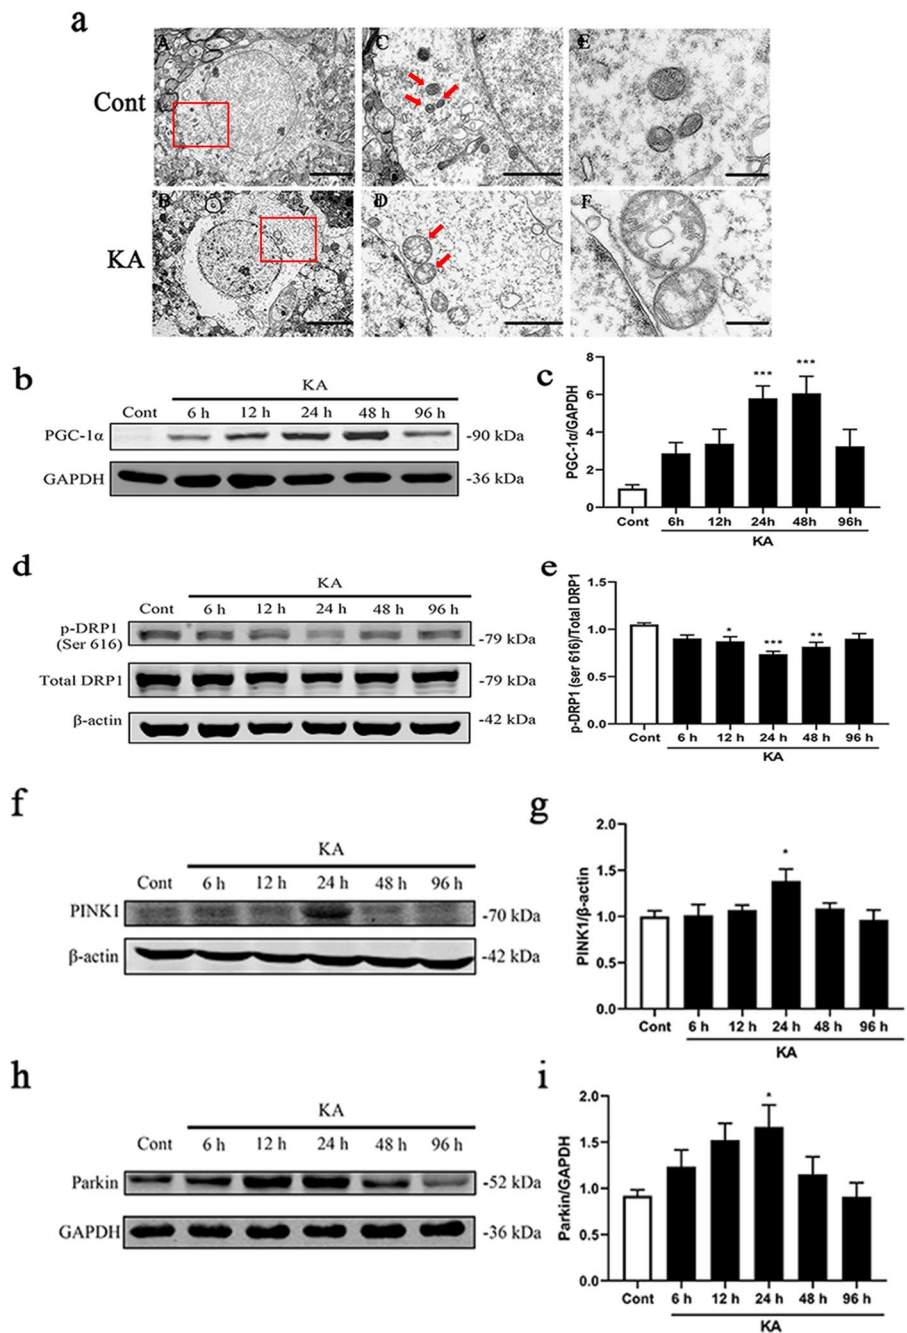 a
Cont
A
C
E
KA
B
D
F
b
KA
Cont 6 h 12 h 24 h 48 h 96 h
PGC-1α -90 kDa
GAPDH -36 kDa
c
PGC-1α/GAPDH
8
6
4
2
0
***
***
Cont 6h 12h 24h 48h 96h
KA
d
KA
Cont 6 h 12 h 24 h 48 h 96 h
p-DRP1
(Ser 616) -79 kDa
Total DRP1 -79 kDa
β-actin -42 kDa
e
p-DRP1 (ser 616)/Total DRP1
1.5
1.0
0.5
0.0
*
***
**
Cont 6 h 12 h 24 h 48 h 96 h
KA
f
KA
Cont 6 h 12 h 24 h 48 h 96 h
PINK1 -70 kDa
β-actin -42 kDa
g
PINK1/β-actin
2.0
1.5
1.0
0.5
0.0
*
Cont 6 h 12 h 24 h 48 h 96 h
KA
h
KA
Cont 6 h 12 h 24 h 48 h 96 h
Parkin -52 kDa
GAPDH -36 kDa
i
Parkin/GAPDH
2.0
1.5
1.0
0.5
0.0
*
Cont 6 h 12 h 24 h 48 h 96 h
KA